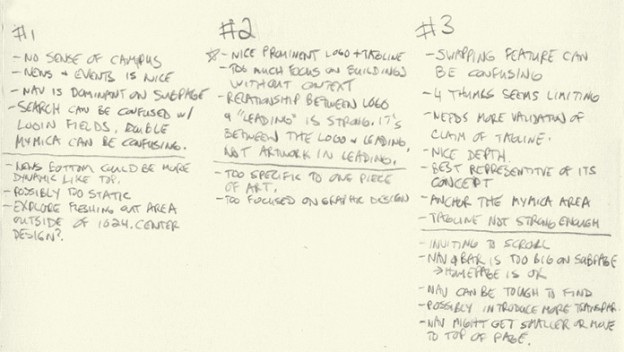 #1
- NO SENSE OF CAMPUS
- NEWS + EVENTS IS NICE
- NAV IS DOMINANT ON SUBPAGE
- SEARCH CAN BE CONFUSED W/
LOGIN FIELDS, DOUBLE
MYMICA CAN BE CONFUSING.
- NEWS BOTTOM COULD BE MORE
DYNAMIC LIKE TOP.
- POSSIBLY TOO STATIC
- EXPLORE FLESHING OUT AREA
OUTSIDE OF 1024. CENTER
DESIGN?
#2
- NICE PROMINENT LOGO + TAGLINE
- TOO MUCH FOCUS ON BUILDINGS
WITHOUT CONTEXT
- RELATIONSHIP BETWEEN LOGO
& "LEADING" IS STRONG. IT'S
BETWEEN THE LOGO & LEADING,
NOT ARTWORK IN LEADING.
- TOO SPECIFIC TO ONE PIECE
OF ART.
- TOO FOCUSED ON GRAPHIC DESIGN
#3
- SWAPPING FEATURE CAN
BE CONFUSING
- 4 THUMBS SEEMS LIMITING
- NEEDS MORE VALIDATION OF
CLAIM OF TAGLINE.
- NICE DEPTH.
- BEST REPRESENTITIVE OF ITS
CONCEPT
- ANCHOR THE MYMICA AREA
- TAGLINE NOT STRONG ENOUGH
- INVITING TO SCROLL
- NAV BAR IS TOO BIG ON SUBPAGE
→ HOMEPAGE IS OK
- NAV CAN BE TOUGH TO FIND
- POSSIBLY INTRODUCE MORE TRANSPAR.
- NAV MIGHT GET SMALLER OR MOVE
TO TOP OF PAGE.